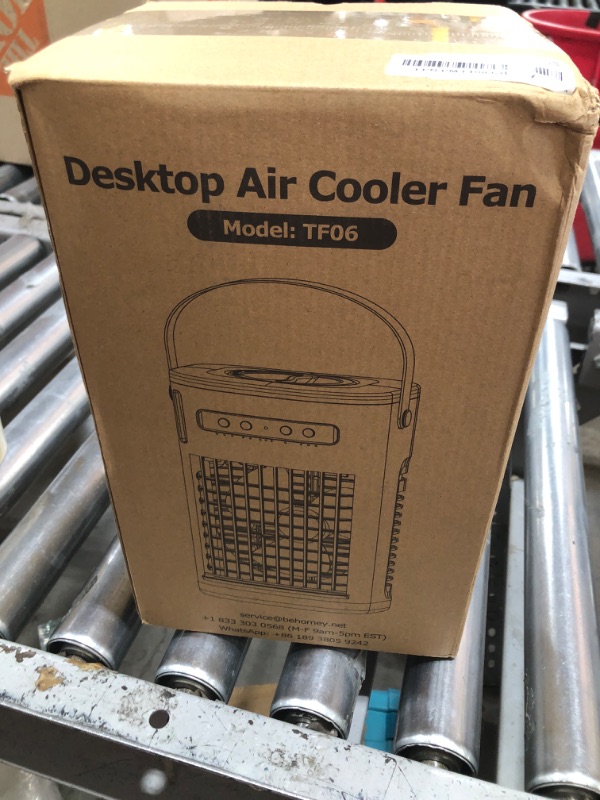 Desktop Air Cooler Fan
Model: TF06
service@behomey.net
+1 833 303 0568 (M-F 9am-5pm EST)
WhatsApp: +86 189 3805 9242